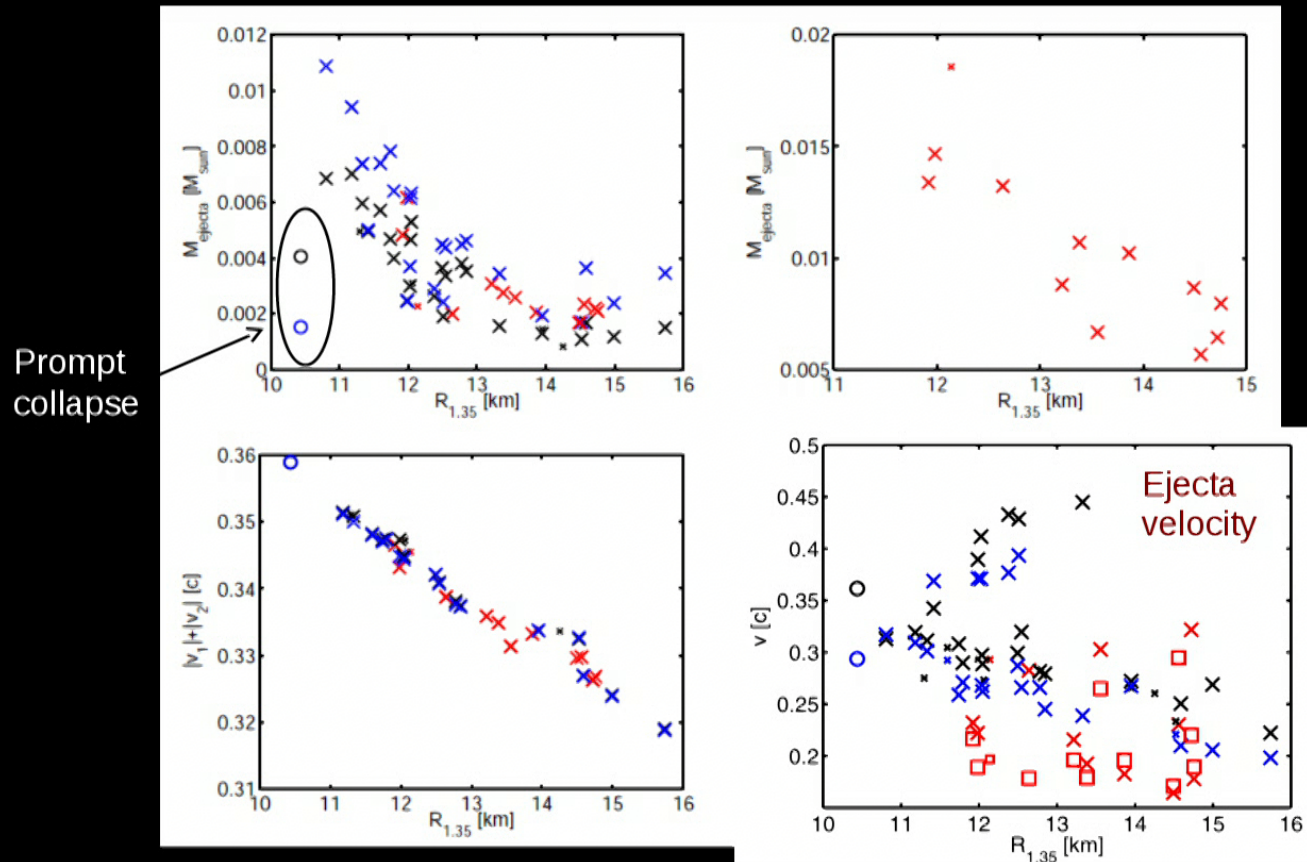 0.012
0.01
0.008
0.006
0.004
0.002
0
M_ejecta [M_sun]
10 11 12 13 14 15 16
R_1.35 [km]
0.02
0.015
0.01
0.005
M_ejecta [M_sun]
11 12 13 14 15
R_1.35 [km]
Prompt
collapse
0.36
0.35
0.34
0.33
0.32
0.31
|v_1|+|v_2| [c]
10 11 12 13 14 15 16
R_1.35 [km]
0.5
0.45
0.4
0.35
0.3
0.25
0.2
v [c]
Ejecta
velocity
10 11 12 13 14 15 16
R_1.35 [km]